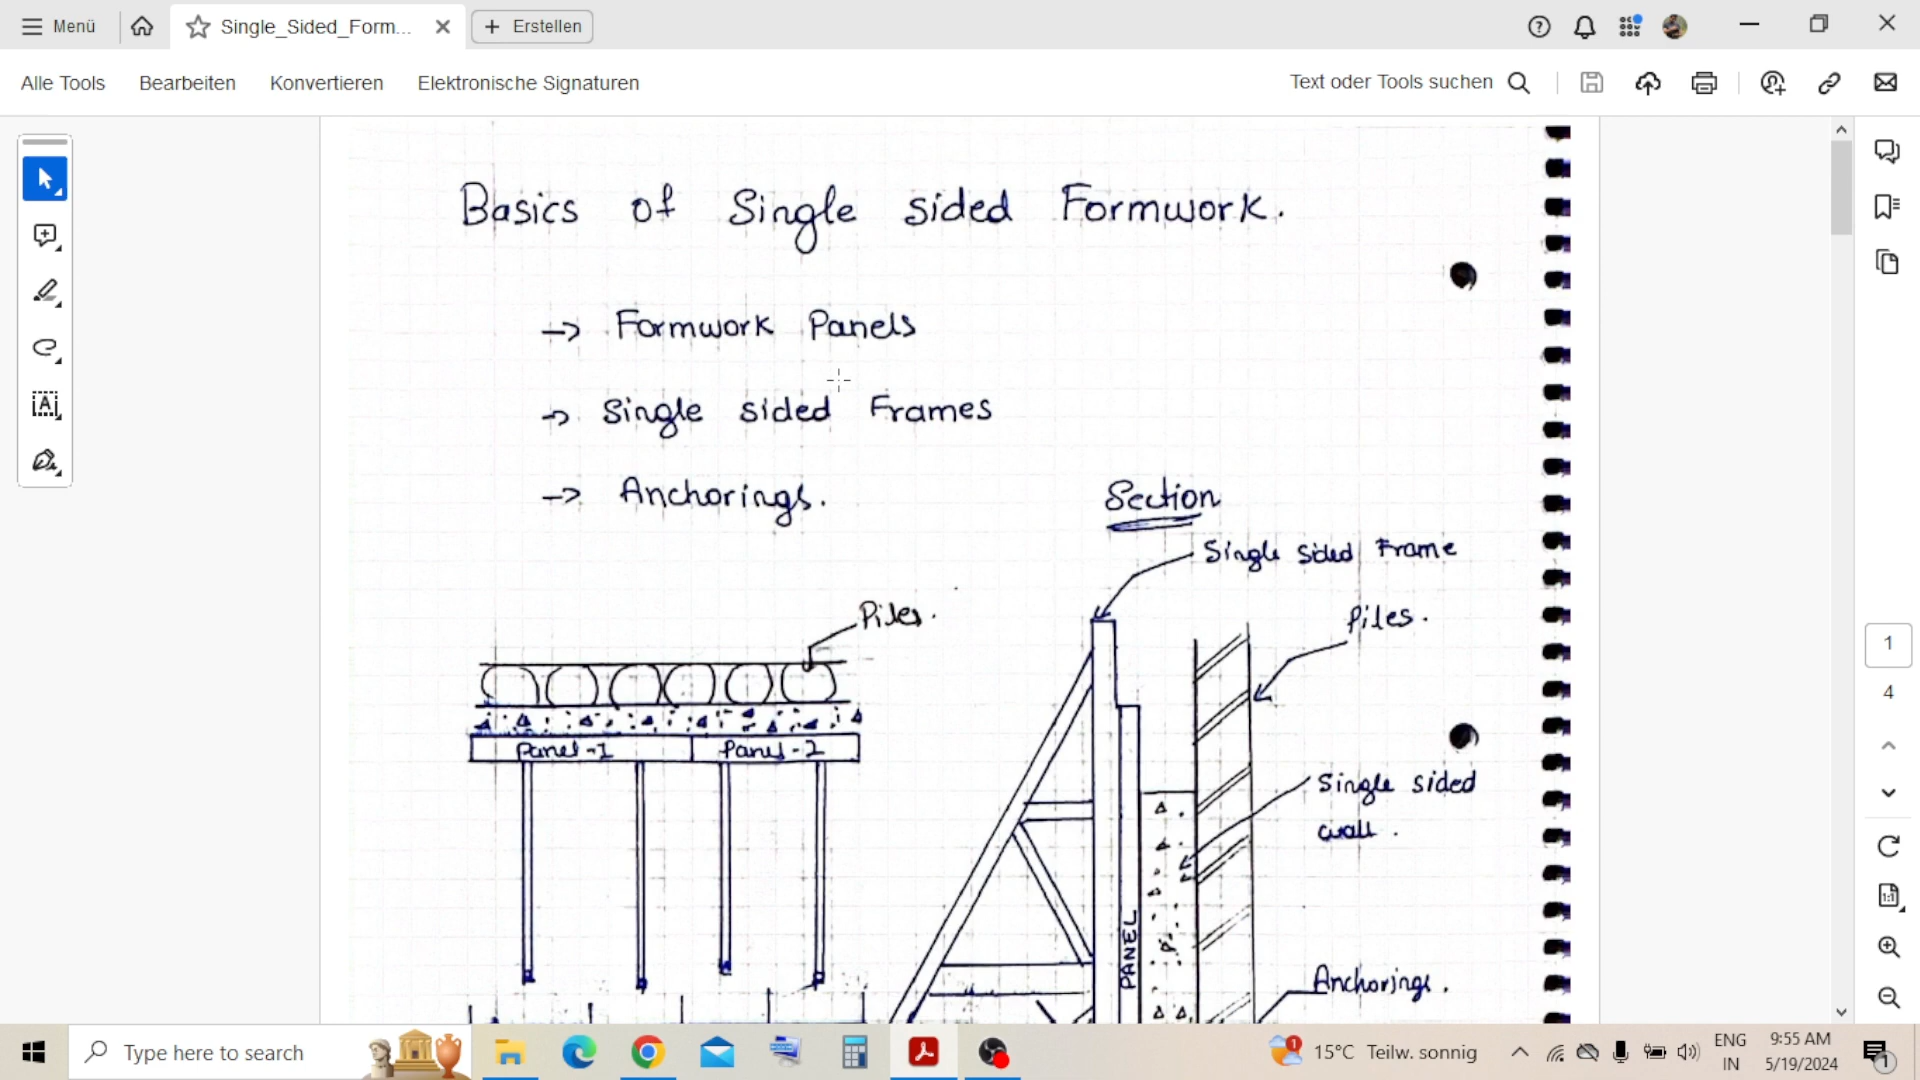 Menü
Single_Sided_Form...
Erstellen
Alle Tools
Bearbeiten
Konvertieren
Elektronische Signaturen
Text oder Tools suchen
Basics of Single sided Formwork.
-> Formwork Panels
-> Single sided Frames
-> Anchorings.
Section
Single sided Frame
Piles.
Piles.
Panel-1
Panel-2
Single sided
wall.
PANEL
Anchorings.
1
4
Type here to search
1
15°C Teilw. sonnig
ENG
IN
9:55 AM
5/19/2024
1